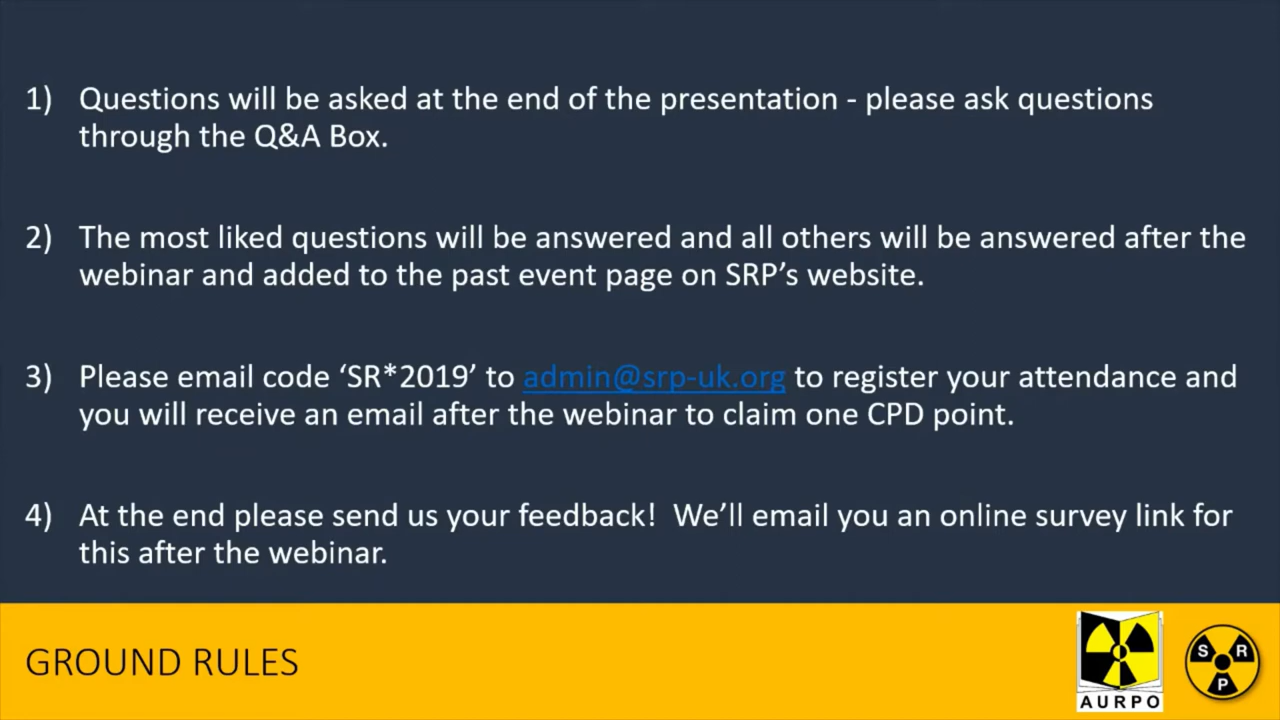 1) Questions will be asked at the end of the presentation - please ask questions
through the Q&A Box.
2) The most liked questions will be answered and all others will be answered after the
webinar and added to the past event page on SRP’s website.
3) Please email code ‘SR*2019’ to admin@srp-uk.org to register your attendance and
you will receive an email after the webinar to claim one CPD point.
4) At the end please send us your feedback!  We’ll email you an online survey link for
this after the webinar.
GROUND RULES
AURPO
S R
P